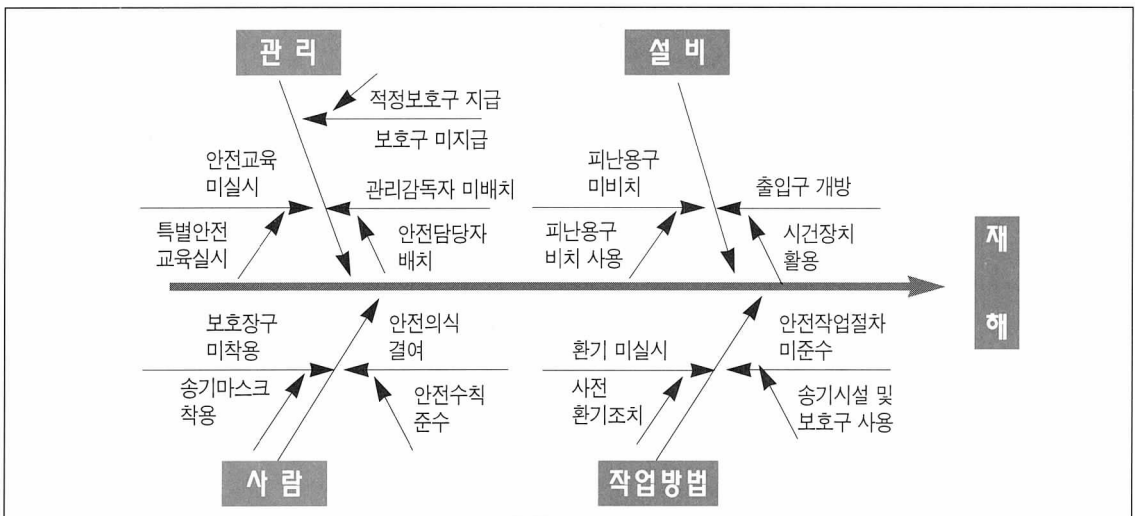 관 리
설 비
적정보호구 지급
보호구 미지급
안전교육
미실시
관리감독자 미배치
특별안전
교육실시
안전담당자
배치
피난용구
미비치
출입구 개방
피난용구
비치 사용
시건장치
활용
재
해
보호장구
미착용
안전의식
결여
송기마스크
착용
안전수칙
준수
환기 미실시
안전작업절차
미준수
사전
환기조치
송기시설 및
보호구 사용
사 람
작업방법